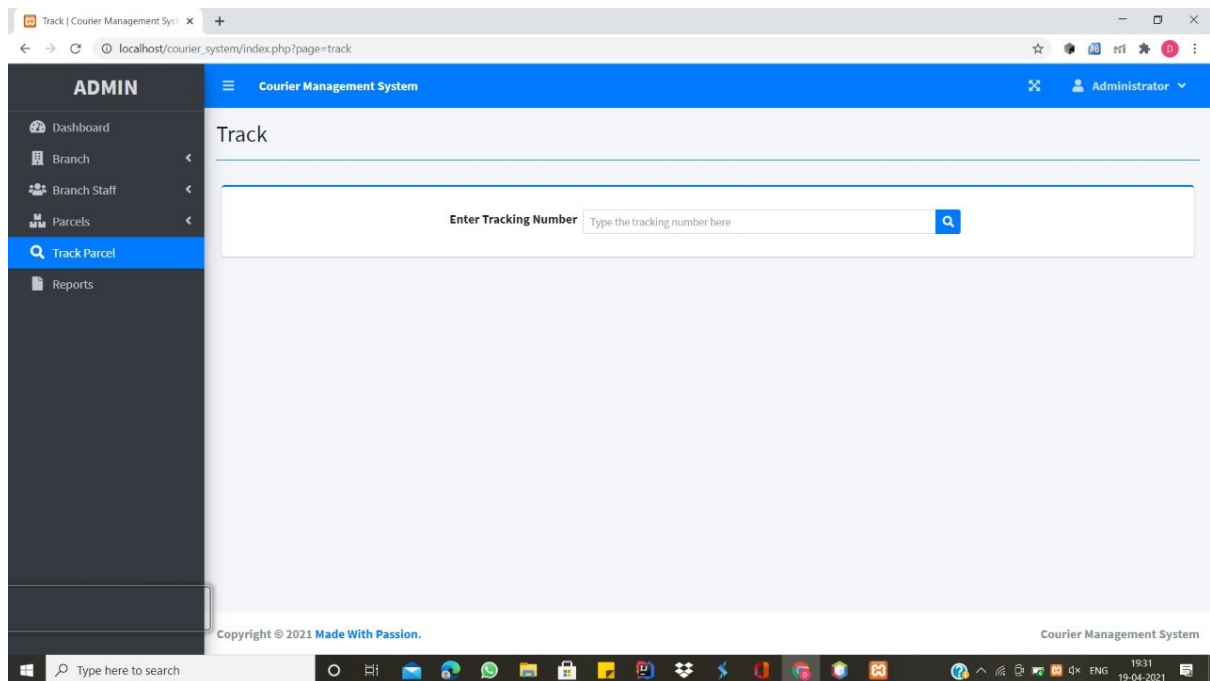 Track | Courier Management Syst
localhost/courier_system/index.php?page=track
D
ADMIN
Courier Management System
Administrator
Dashboard
Track
Branch
Branch Staff
Parcels
Enter Tracking Number Type the tracking number here
Track Parcel
Reports
Copyright © 2021 Made With Passion.
Courier Management System
Type here to search
ENG
19:31
19-04-2021